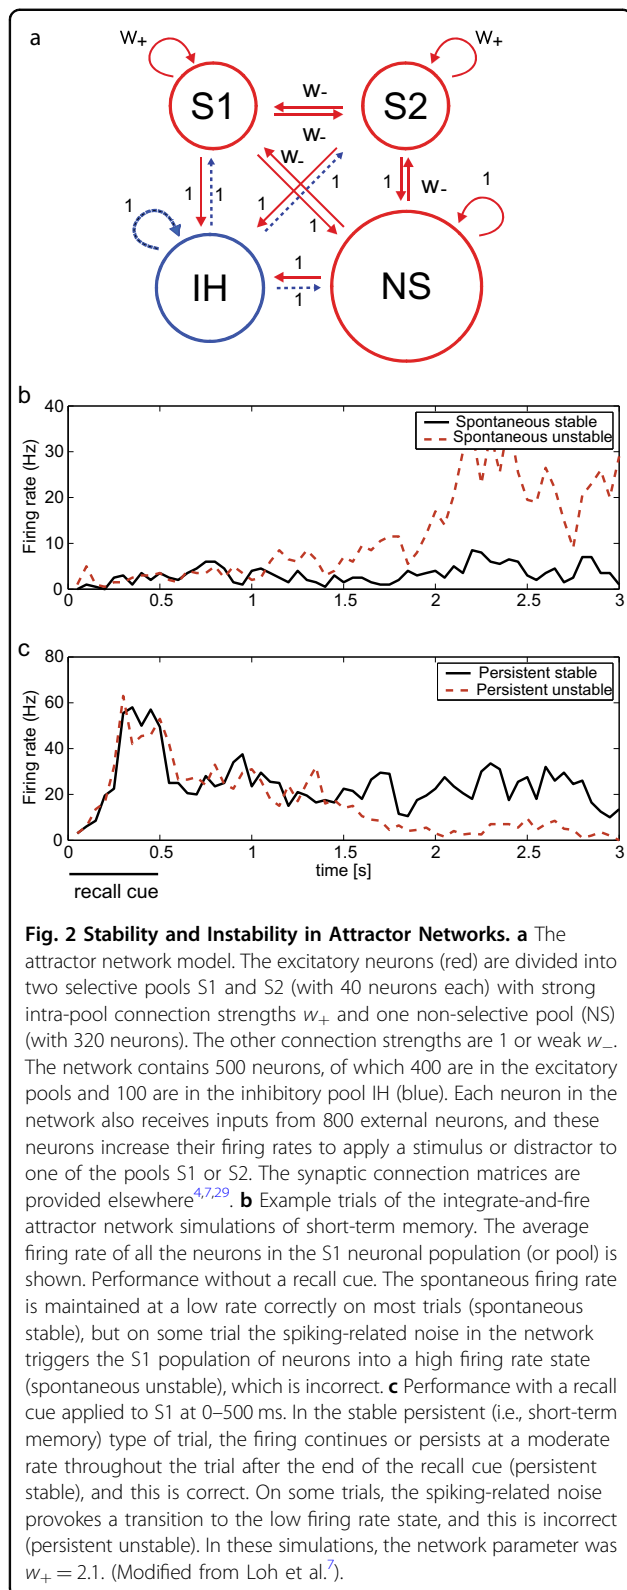 a
W+
W+
S1
S2
w-
w-
w-
1
1
1
1
1
1
w-
1
1
IH
NS
1
1
b
40
30
20
10
0
Firing rate (Hz)
Spontaneous stable
Spontaneous unstable
0
0.5
1
1.5
2
2.5
3
c
80
60
40
20
0
Firing rate (Hz)
Persistent stable
Persistent unstable
0
0.5
1
1.5
2
2.5
3
time [s]
recall cue
Fig. 2 Stability and Instability in Attractor Networks. a The
attractor network model. The excitatory neurons (red) are divided into
two selective pools S1 and S2 (with 40 neurons each) with strong
intra-pool connection strengths w+ and one non-selective pool (NS)
(with 320 neurons). The other connection strengths are 1 or weak w−.
The network contains 500 neurons, of which 400 are in the excitatory
pools and 100 are in the inhibitory pool IH (blue). Each neuron in the
network also receives inputs from 800 external neurons, and these
neurons increase their firing rates to apply a stimulus or distractor to
one of the pools S1 or S2. The synaptic connection matrices are
provided elsewhere4,7,29. b Example trials of the integrate-and-fire
attractor network simulations of short-term memory. The average
firing rate of all the neurons in the S1 neuronal population (or pool) is
shown. Performance without a recall cue. The spontaneous firing rate
is maintained at a low rate correctly on most trials (spontaneous
stable), but on some trial the spiking-related noise in the network
triggers the S1 population of neurons into a high firing rate state
(spontaneous unstable), which is incorrect. c Performance with a recall
cue applied to S1 at 0–500 ms. In the stable persistent (i.e., short-term
memory) type of trial, the firing continues or persists at a moderate
rate throughout the trial after the end of the recall cue (persistent
stable), and this is correct. On some trials, the spiking-related noise
provokes a transition to the low firing rate state, and this is incorrect
(persistent unstable). In these simulations, the network parameter was
w+ = 2.1. (Modified from Loh et al.7).